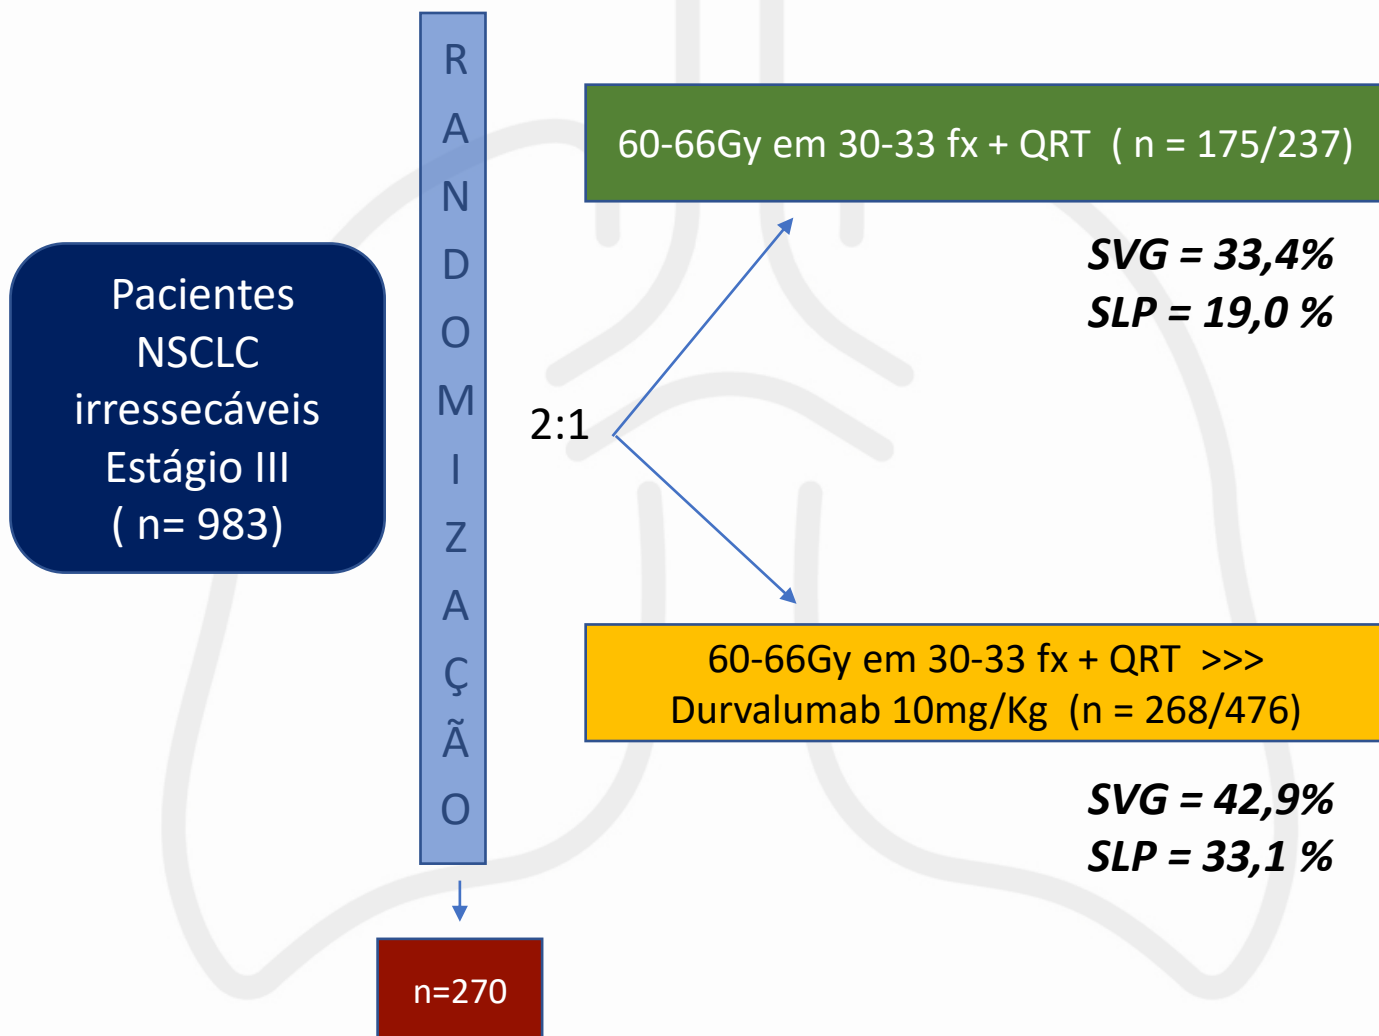 Pacientes
NSCLC
irressecáveis
Estágio III
( n= 983)
R
A
N
D
O
M
I
Z
A
Ç
Ã
O
n=270
2:1
60-66Gy em 30-33 fx + QRT ( n = 175/237)
SVG = 33,4%
SLP = 19,0 %
60-66Gy em 30-33 fx + QRT >>>
Durvalumab 10mg/Kg (n = 268/476)
SVG = 42,9%
SLP = 33,1 %